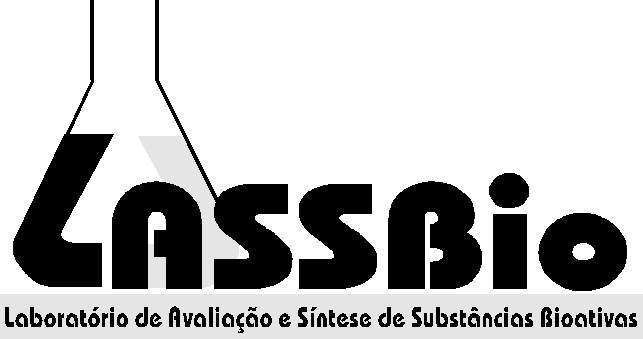 LASSBio
Laboratório de Avaliação e Síntese de Substâncias Bioativas